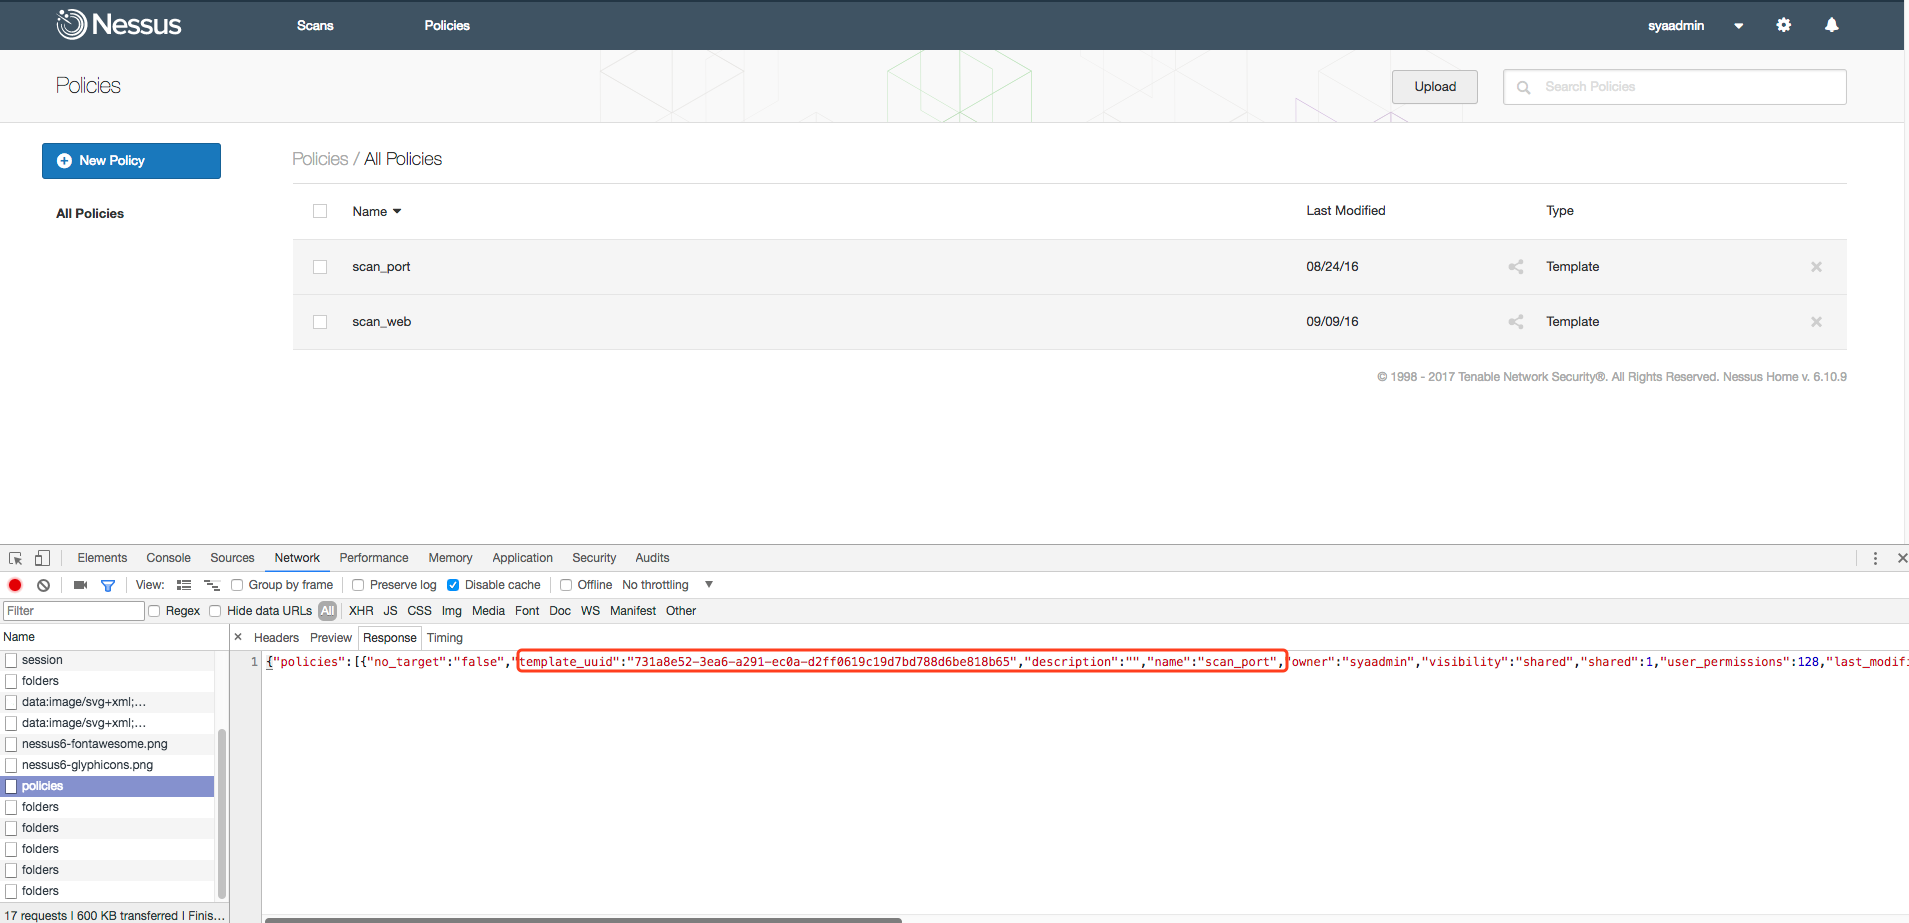 Nessus Scans Policies syaadmin
Policies Upload Search Policies
New Policy
All Policies
Policies / All Policies
Name Last Modified Type
scan_port 08/24/16 Template
scan_web 09/09/16 Template
© 1998 - 2017 Tenable Network Security®. All Rights Reserved. Nessus Home v. 6.10.9
Elements Console Sources Network Performance Memory Application Security Audits
View: Group by frame Preserve log Disable cache Offline No throttling
Filter Regex Hide data URLs All XHR JS CSS Img Media Font Doc WS Manifest Other
Name
Headers Preview Response Timing
session
folders
data:image/svg+xml;...
data:image/svg+xml;...
nessus6-fontawesome.png
nessus6-glyphicons.png
policies
folders
folders
folders
folders
folders
17 requests | 600 KB transferred | Finis...
1 {"policies":[{"no_target":"false","template_uuid":"731a8e52-3ea6-a291-ec0a-d2ff0619c19d7bd788d6be818b65","description":"","name":"scan_port","owner":"syaadmin","visibility":"shared","shared":1,"user_permissions":128,"last_modifi